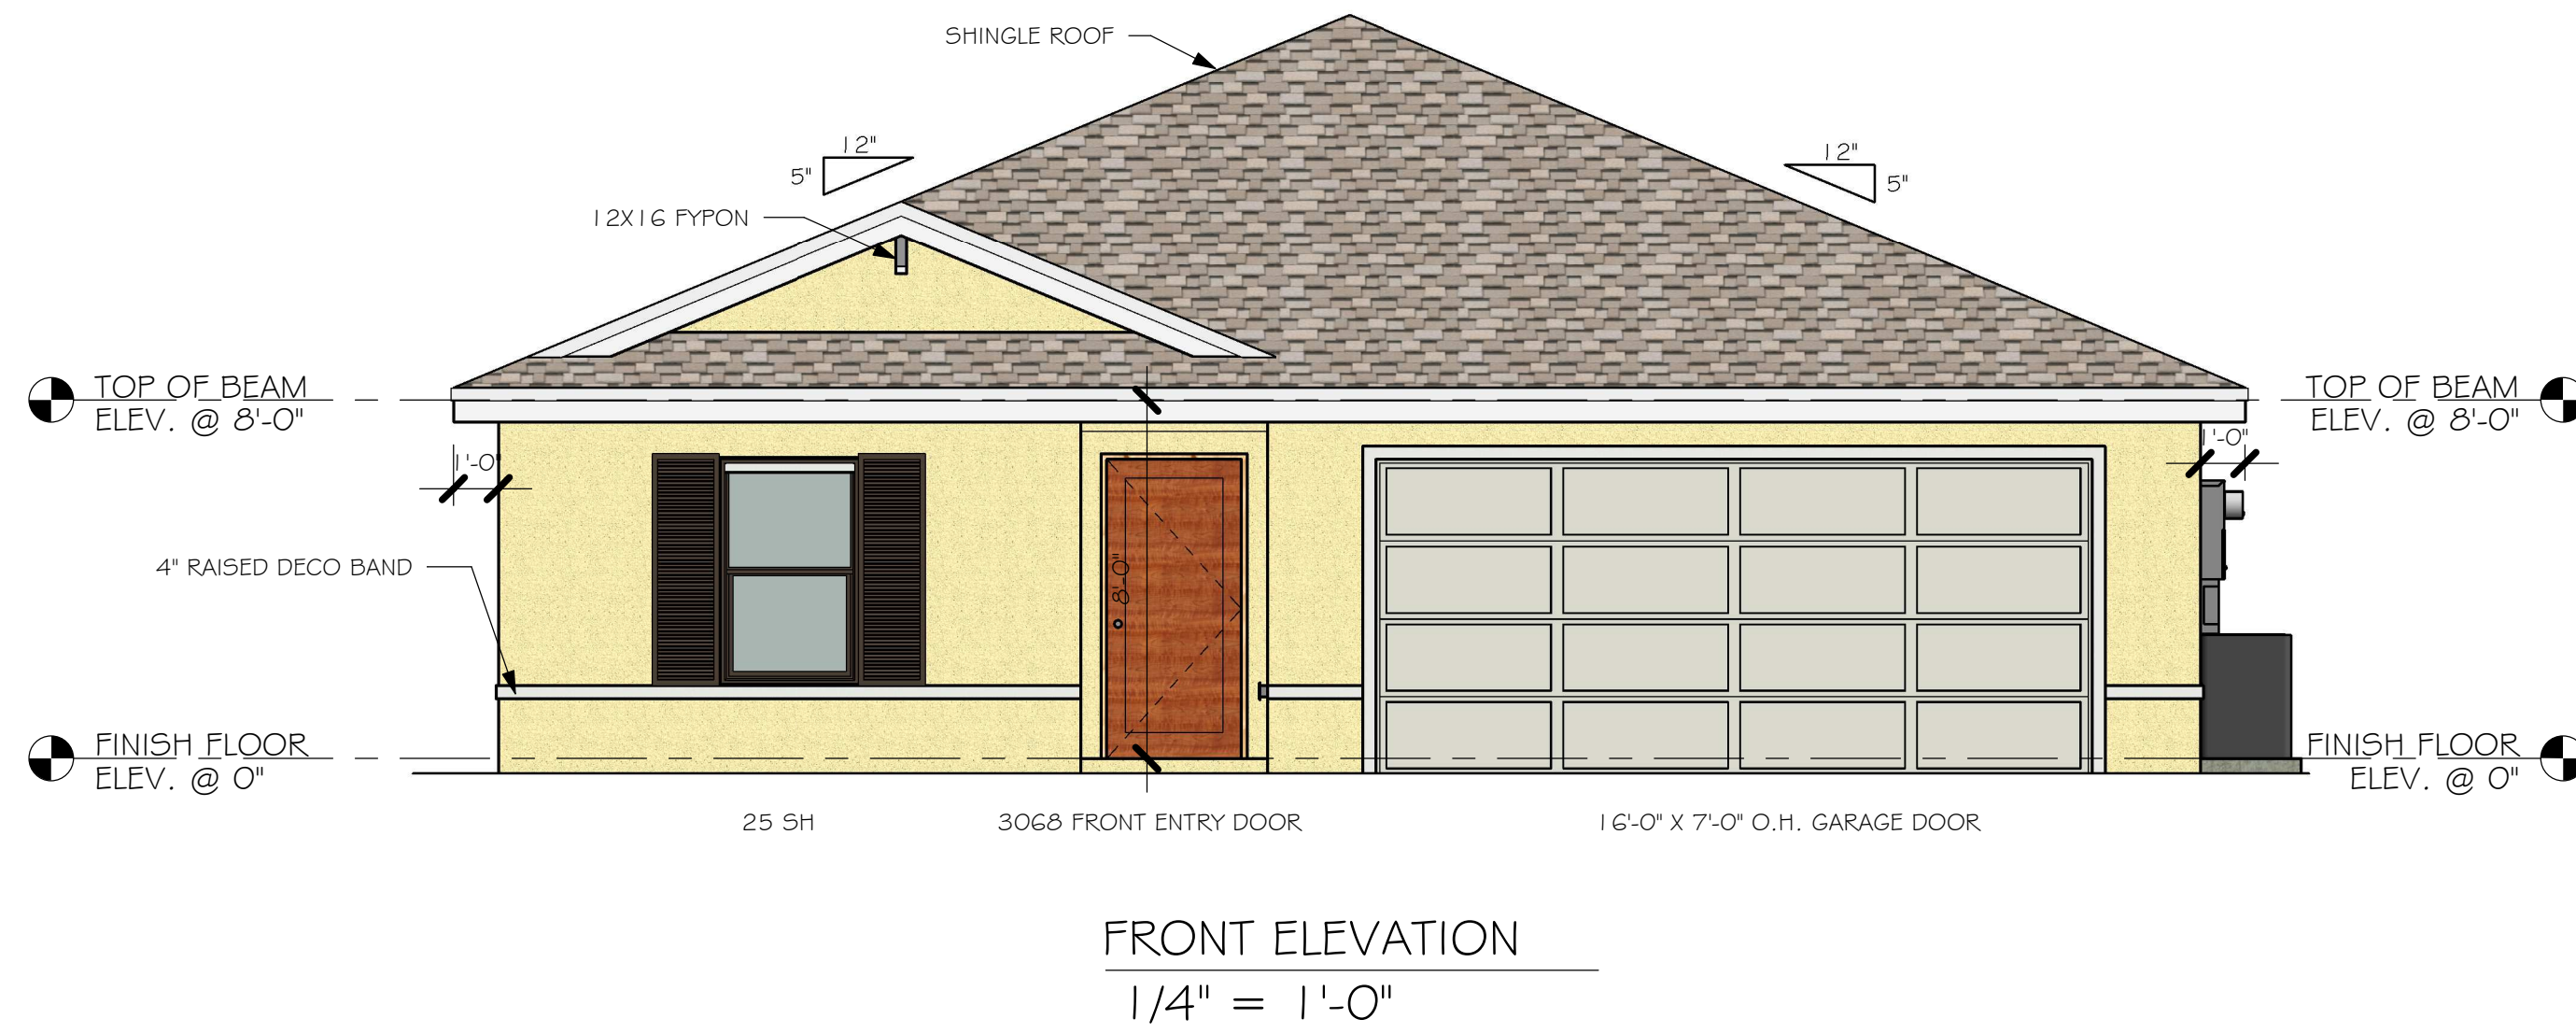 SHINGLE ROOF
12"
5"
12"
5"
12X16 FYPON
TOP OF BEAM
ELEV. @ 8'-0"
TOP OF BEAM
ELEV. @ 8'-0"
1'-0"
1'-0"
4" RAISED DECO BAND
8'-0"
FINISH FLOOR
ELEV. @ 0"
FINISH FLOOR
ELEV. @ 0"
25 SH
3068 FRONT ENTRY DOOR
16'-0" X 7'-0" O.H. GARAGE DOOR
FRONT ELEVATION
1/4" = 1'-0"